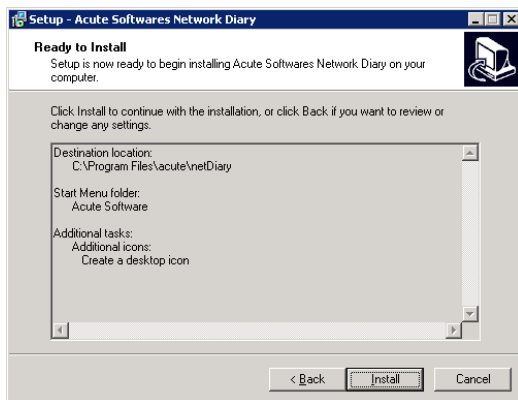 Setup - Acute Softwares Network Diary
Ready to Install
Setup is now ready to begin installing Acute Softwares Network Diary on your
computer.
Click Install to continue with the installation, or click Back if you want to review or
change any settings.
Destination location:
C:\Program Files\acute\netDiary
Start Menu folder:
Acute Software
Additional tasks:
Additional icons:
Create a desktop icon
< Back
Install
Cancel